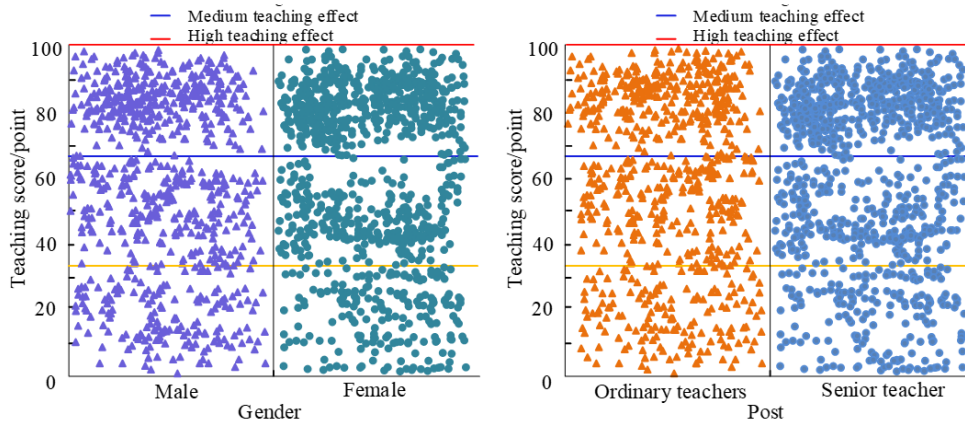 Medium teaching effect
High teaching effect
100
80
60
40
20
0
Teaching score/point
Male
Female
Gender
Medium teaching effect
High teaching effect
100
80
60
40
20
0
Teaching score/point
Ordinary teachers
Senior teacher
Post